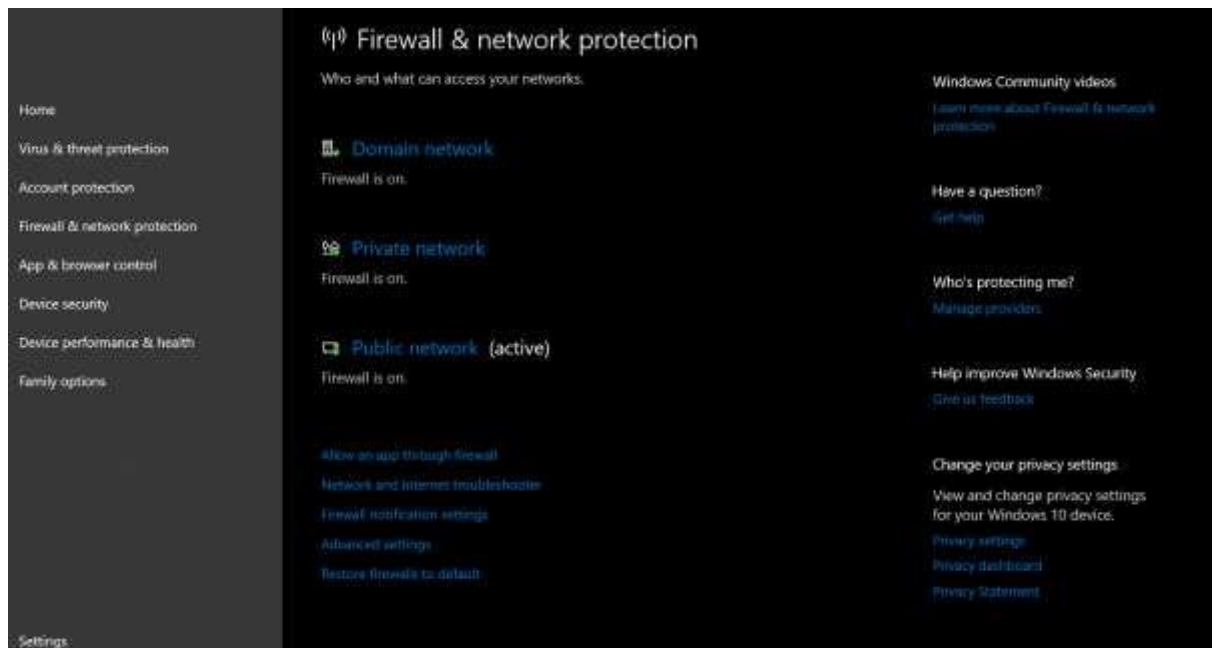 Firewall & network protection
Who and what can access your networks.
Home
Virus & threat protection
Account protection
Firewall & network protection
App & browser control
Device security
Device performance & health
Family options
Settings
Domain network
Firewall is on.
Private network
Firewall is on.
Public network (active)
Firewall is on.
Allow an app through firewall
Network and Internet troubleshooter
Firewall notification settings
Advanced settings
Restore firewalls to default
Windows Community videos
Learn more about Firewall & network
protection
Have a question?
Get help
Who's protecting me?
Manage providers
Help improve Windows Security
Give us feedback
Change your privacy settings
View and change privacy settings
for your Windows 10 device.
Privacy settings
Privacy dashboard
Privacy Statement